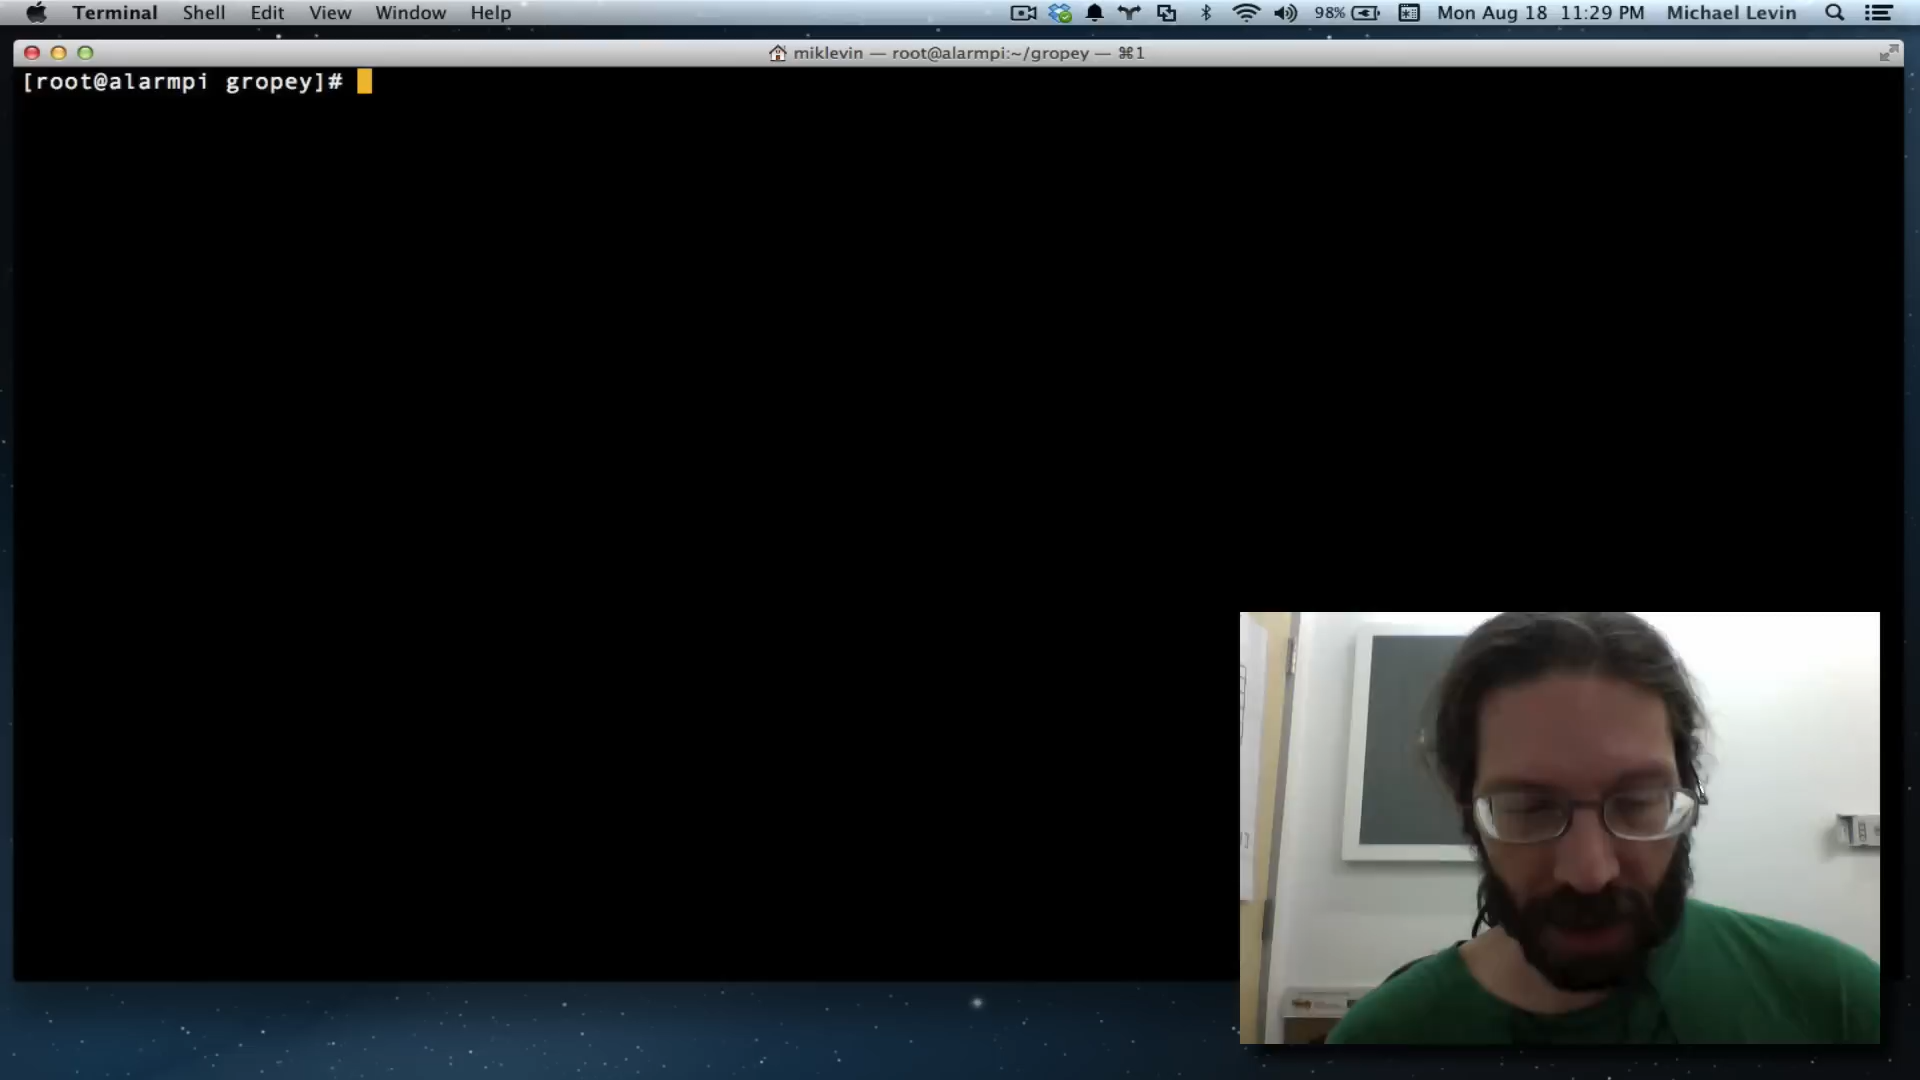 Terminal Shell Edit View Window Help 98% Mon Aug 18 11:29 PM Michael Levin
miklevin — root@alarmpi:~/gropey — ⌘1
[root@alarmpi gropey]#